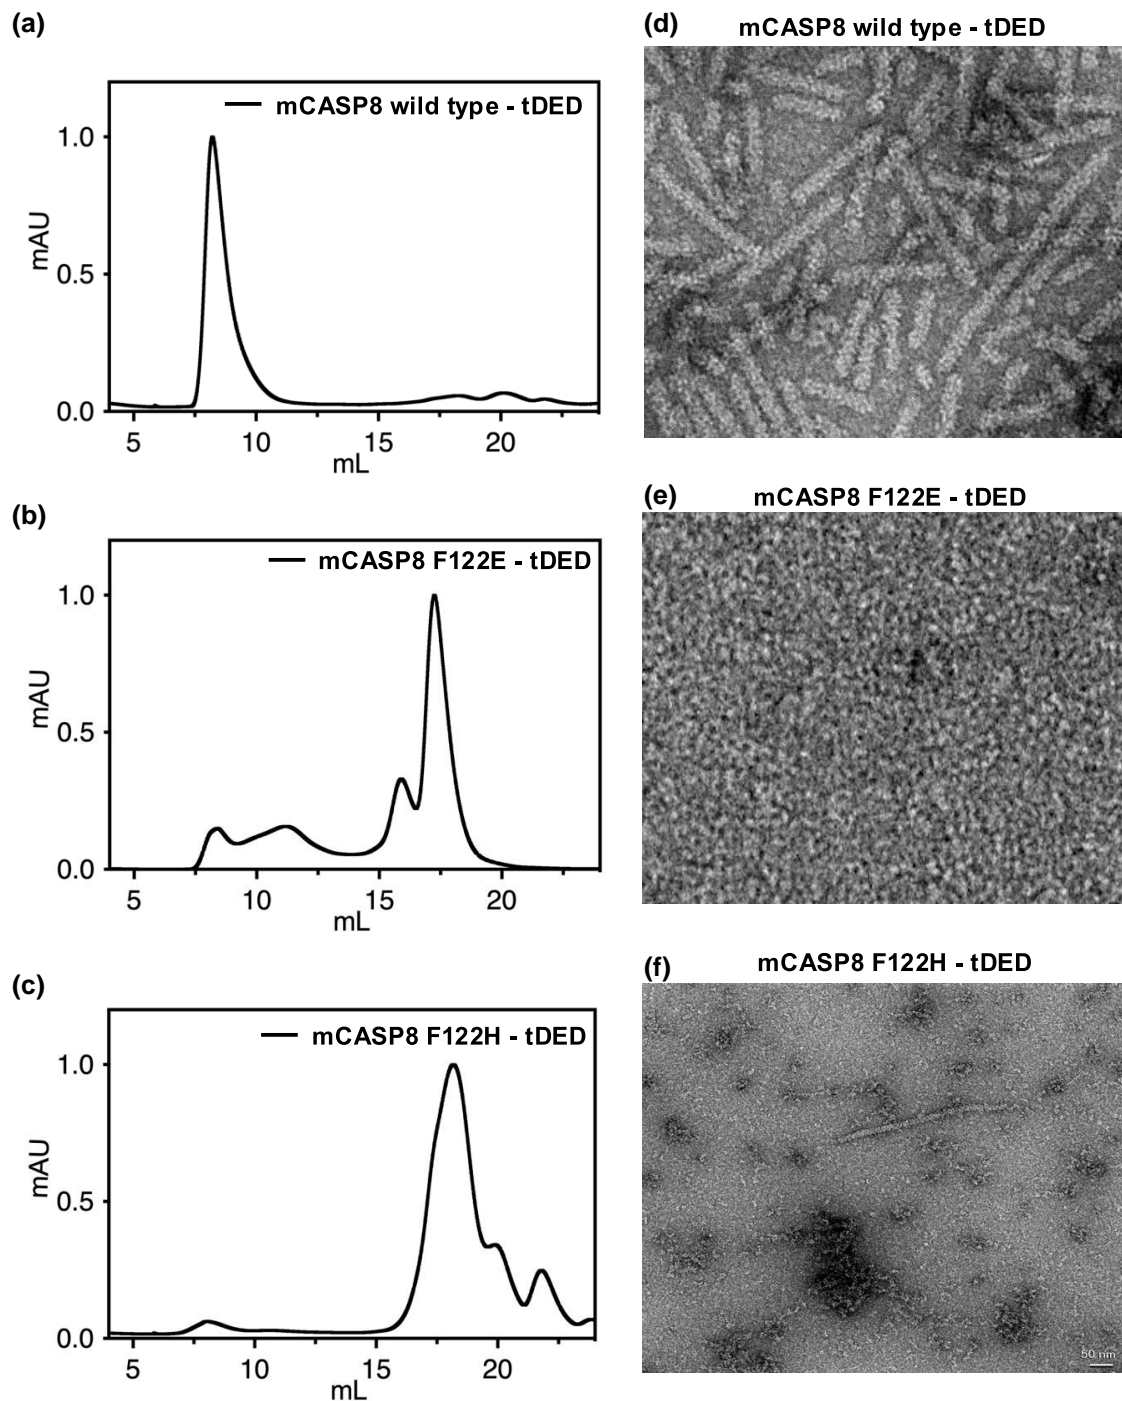 (a)
mCASP8 wild type - tDED
1.0
0.5
0.0
mAU
5 10 15 20
mL
(b)
mCASP8 F122E - tDED
1.0
0.5
0.0
mAU
5 10 15 20
mL
(c)
mCASP8 F122H - tDED
1.0
0.5
0.0
mAU
5 10 15 20
mL
(d) mCASP8 wild type - tDED
(e) mCASP8 F122E - tDED
(f) mCASP8 F122H - tDED
50 nm